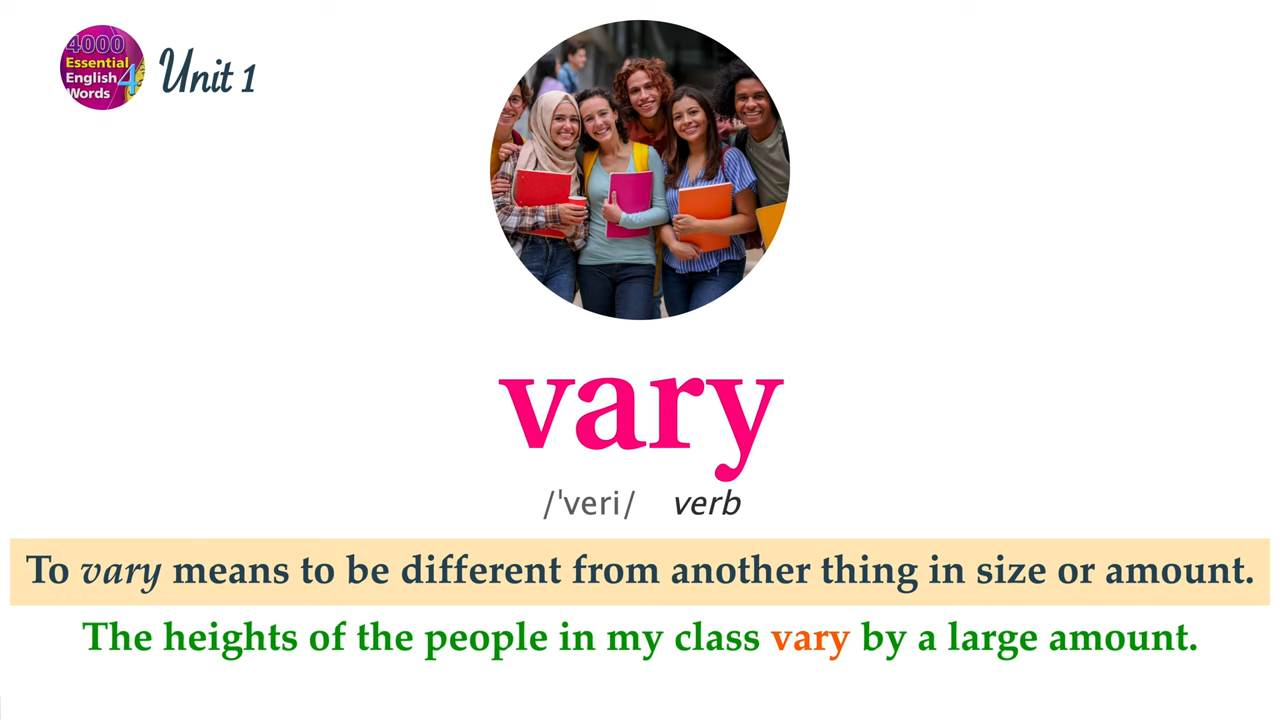 4000
Essential
English
Words
4
Unit 1
vary
/ˈveri/ verb
To vary means to be different from another thing in size or amount.
The heights of the people in my class vary by a large amount.